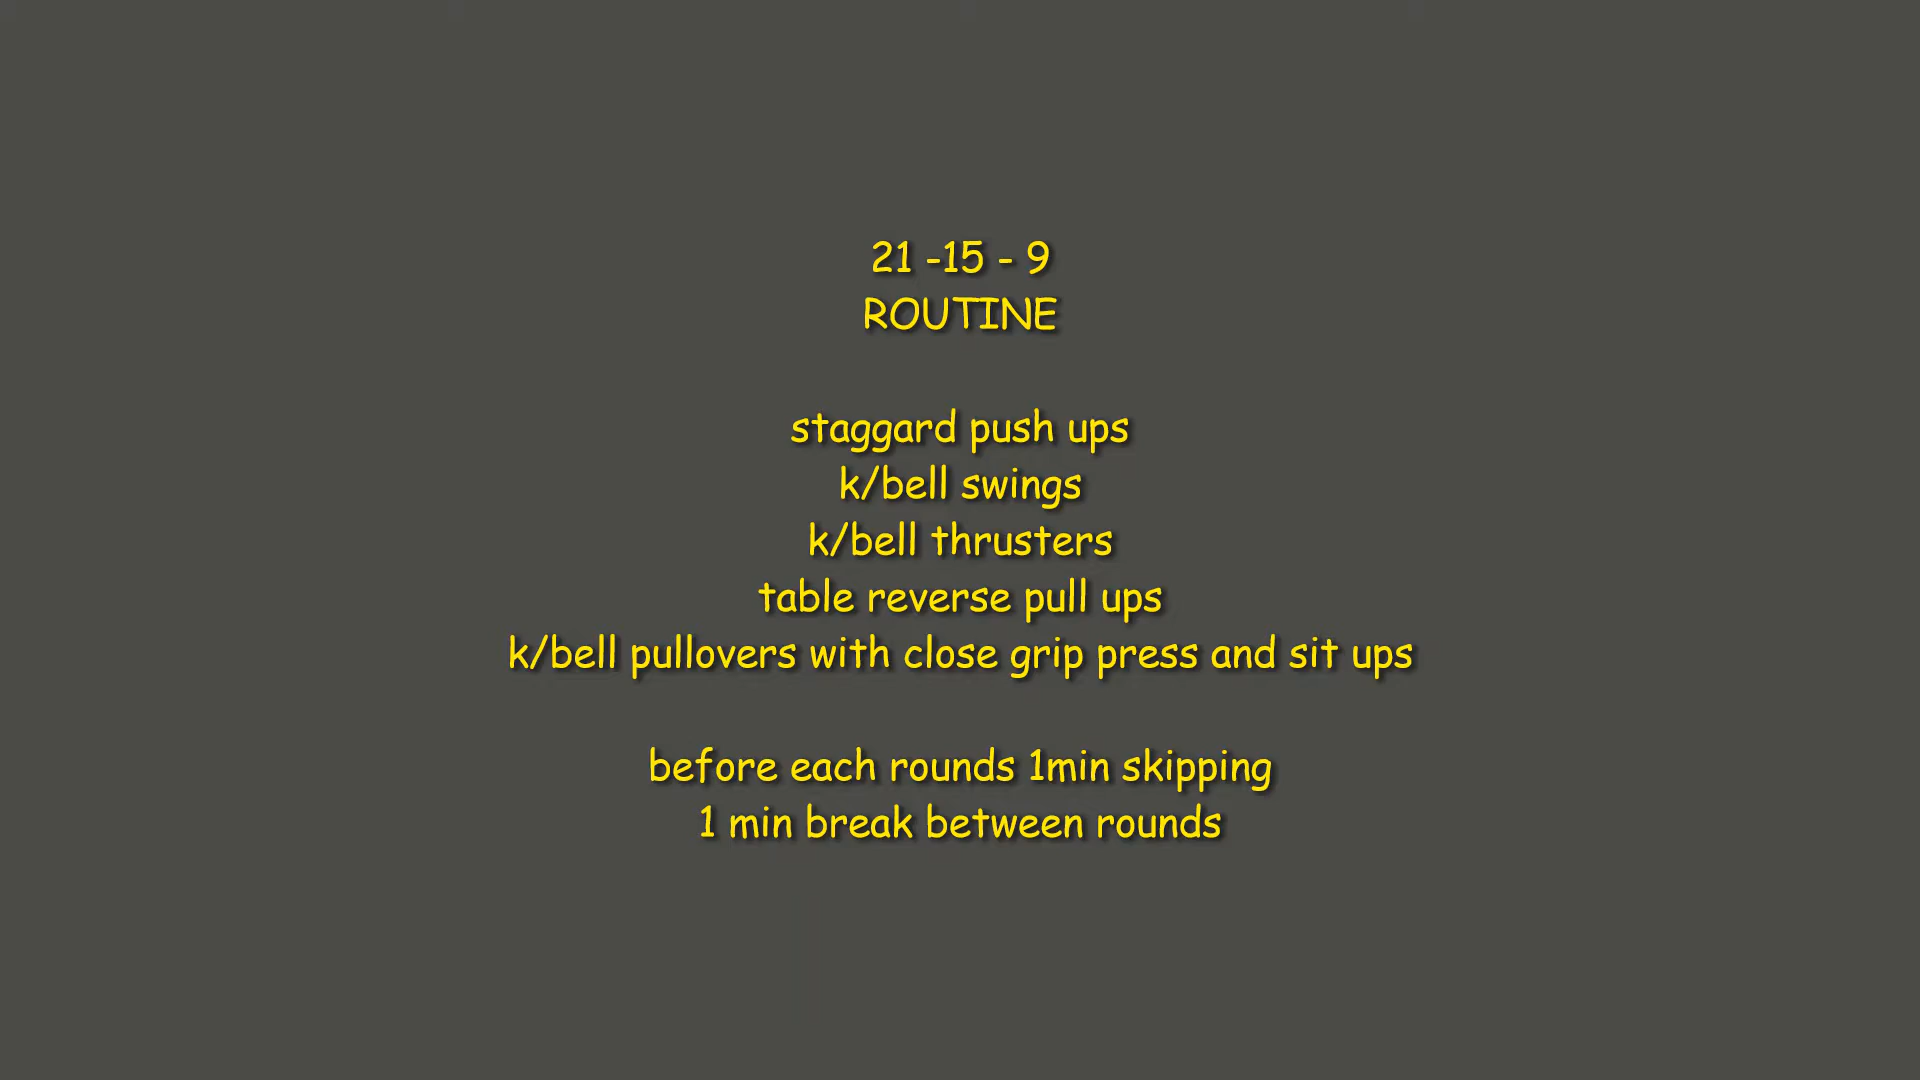 21 -15 - 9
ROUTINE
staggard push ups
k/bell swings
k/bell thrusters
table reverse pull ups
k/bell pullovers with close grip press and sit ups
before each rounds 1min skipping
1 min break between rounds